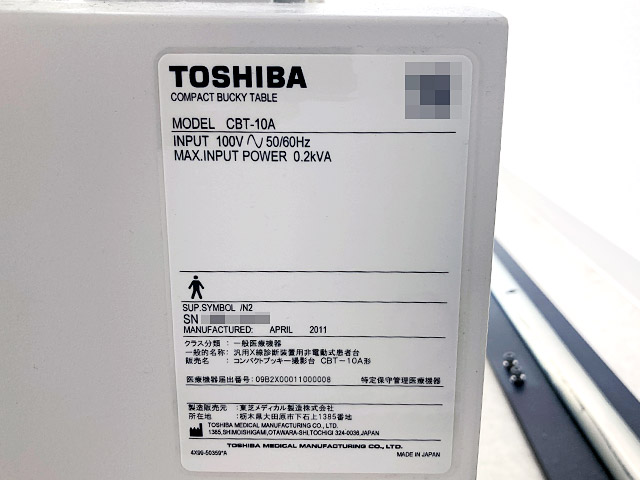 TOSHIBA
COMPACT BUCKY TABLE
MODEL CBT-10A
INPUT 100V 50/60Hz
MAX.INPUT POWER 0.2kVA
SUP.SYMBOL /N2
SN
MANUFACTURED: APRIL 2011
クラス分類 : 一般医療機器
一般的名称: 汎用X線診断装置用非電動式患者台
販売名 : コンパクトブッキー撮影台 CBT-10A形
医療機器届出番号:09B2X00011000008 特定保守管理医療機器
製造販売元 :東芝メディカル製造株式会社
所在地 :栃木県大田原市下石上1385番地
TOSHIBA MEDICAL MANUFACTURING CO., LTD.
1385,SHIMOISHIGAMI,OTAWARA-SHI,TOCHIGI 324-0036,JAPAN
TOSHIBA MEDICAL MANUFACTURING CO., LTD.
4X99-50359*A MADE IN JAPAN